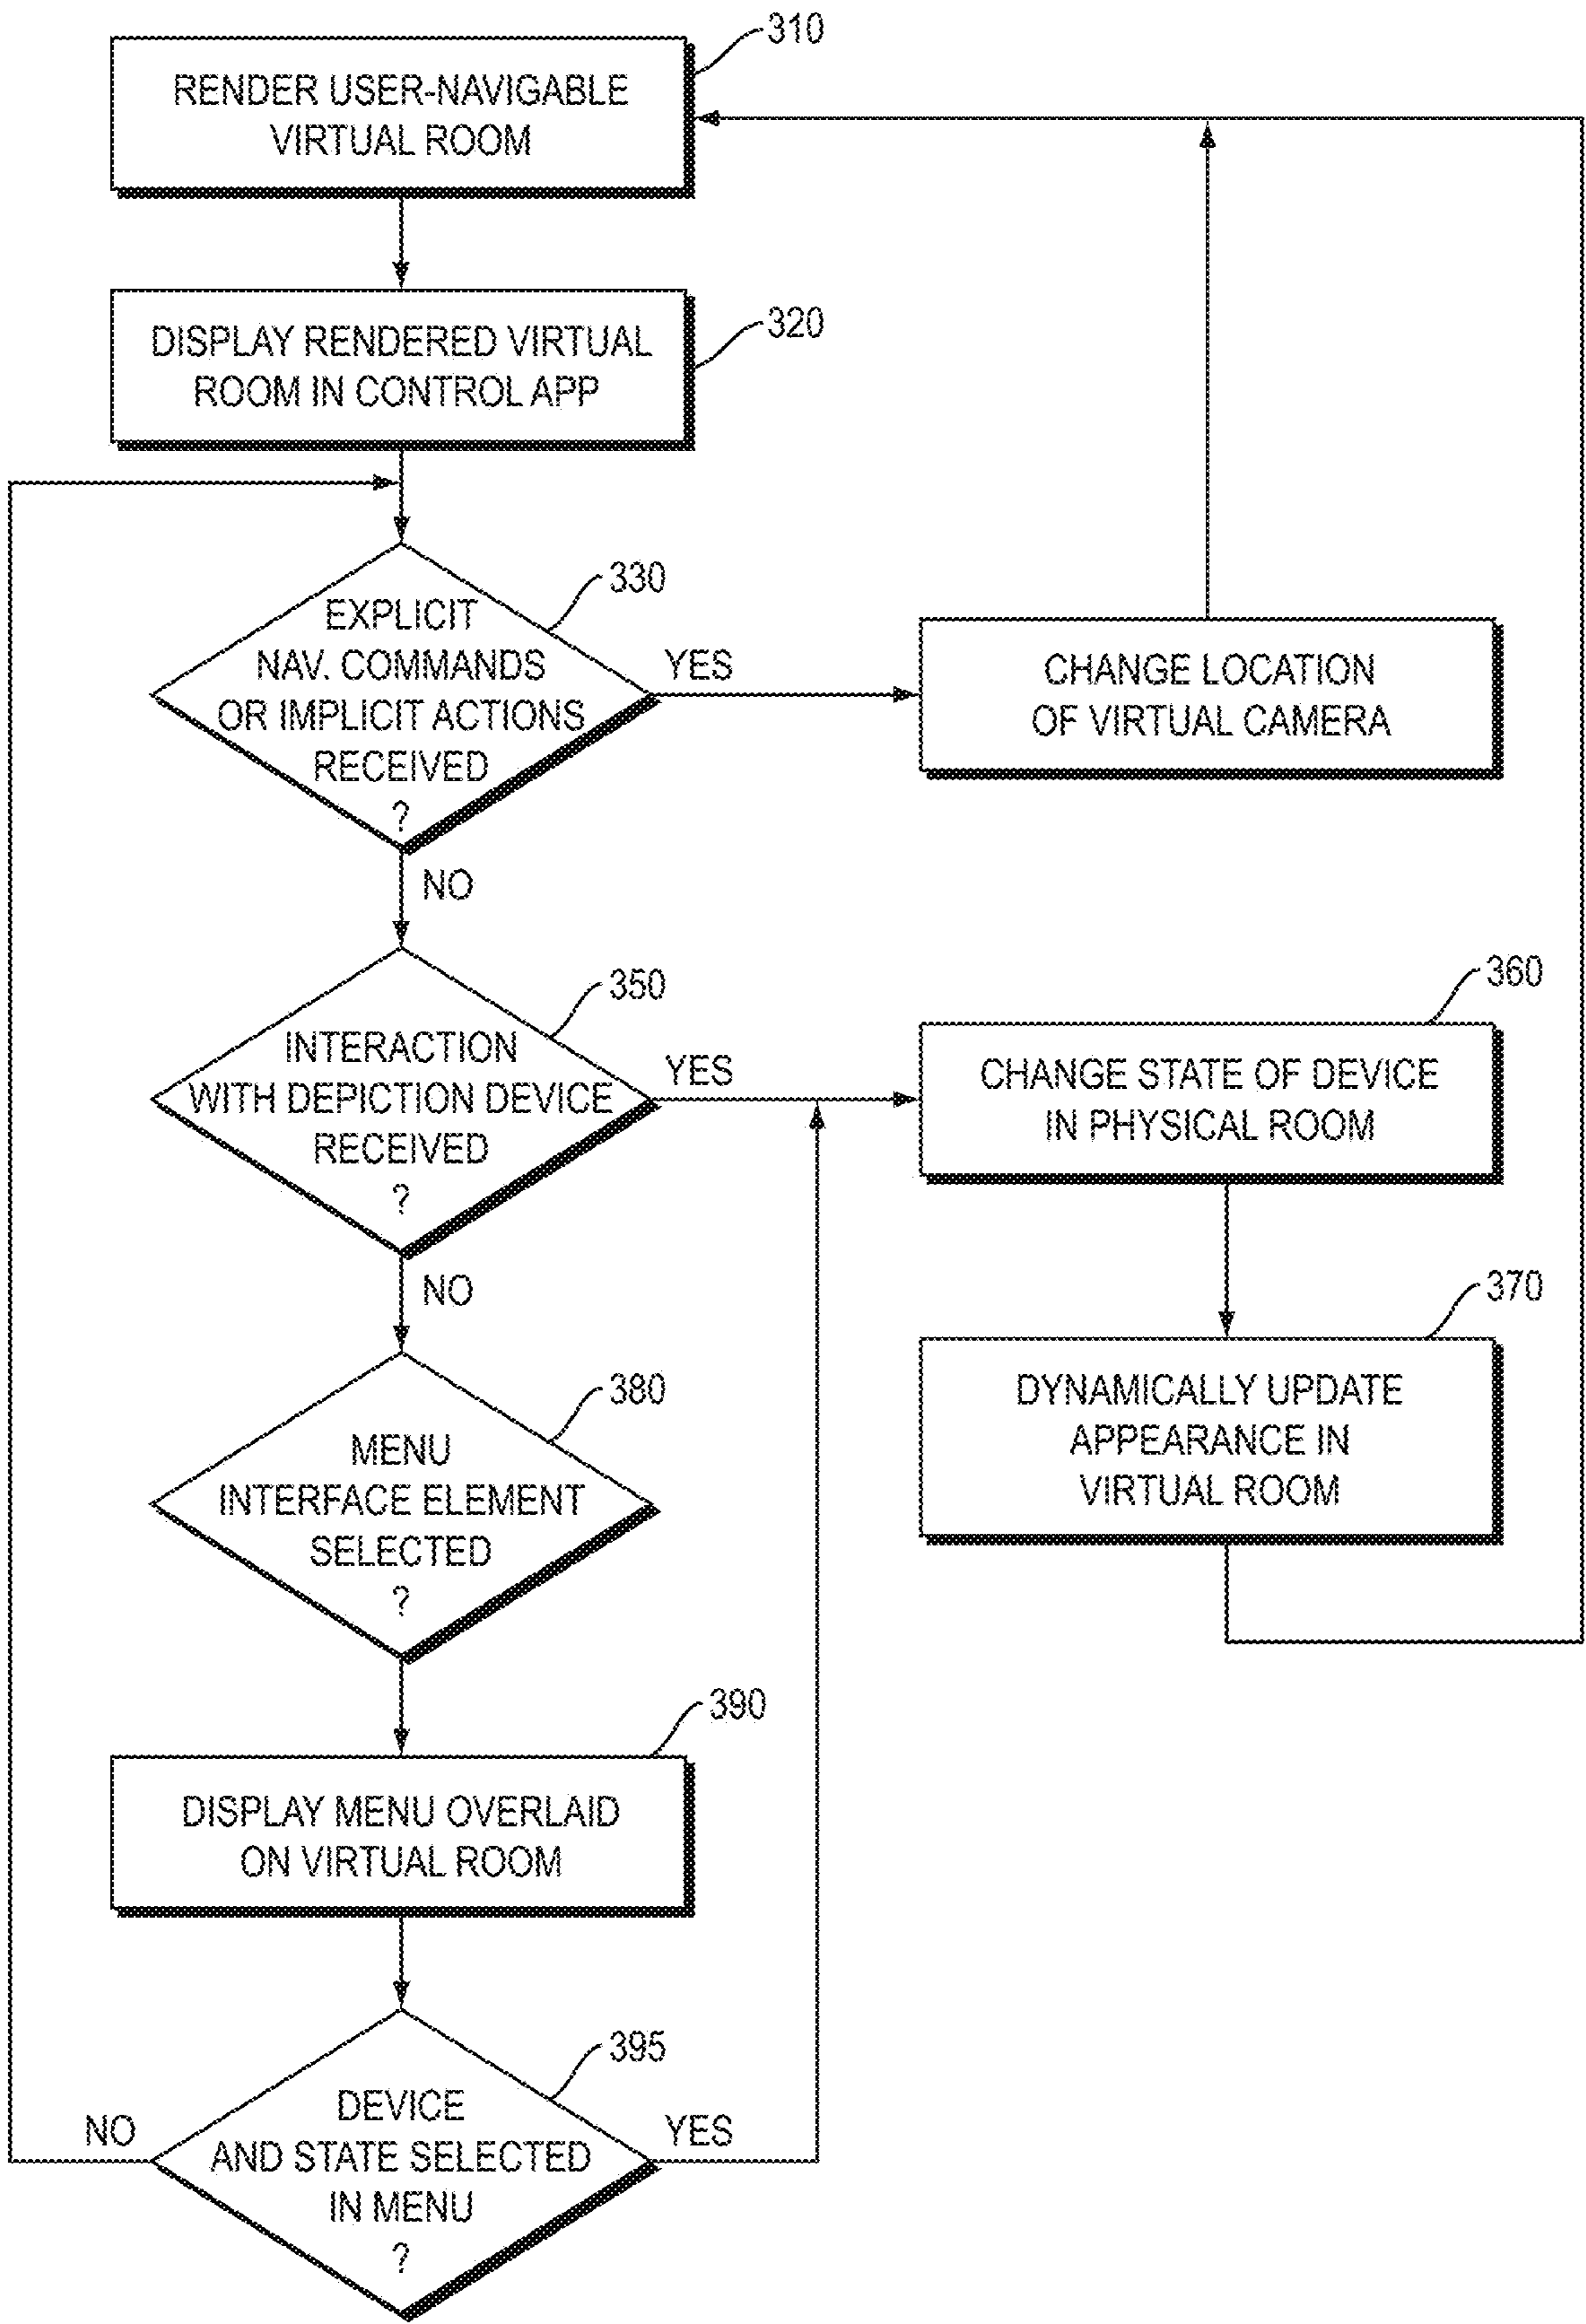 310
RENDER USER-NAVIGABLE
VIRTUAL ROOM
320
DISPLAY RENDERED VIRTUAL
ROOM IN CONTROL APP
330
EXPLICIT
NAV. COMMANDS
OR IMPLICIT ACTIONS
RECEIVED
?
YES
CHANGE LOCATION
OF VIRTUAL CAMERA
NO
350
INTERACTION
WITH DEPICTION DEVICE
RECEIVED
?
YES
360
CHANGE STATE OF DEVICE
IN PHYSICAL ROOM
NO
370
DYNAMICALLY UPDATE
APPEARANCE IN
VIRTUAL ROOM
380
MENU
INTERFACE ELEMENT
SELECTED
?
390
DISPLAY MENU OVERLAID
ON VIRTUAL ROOM
395
DEVICE
AND STATE SELECTED
IN MENU
?
NO
YES